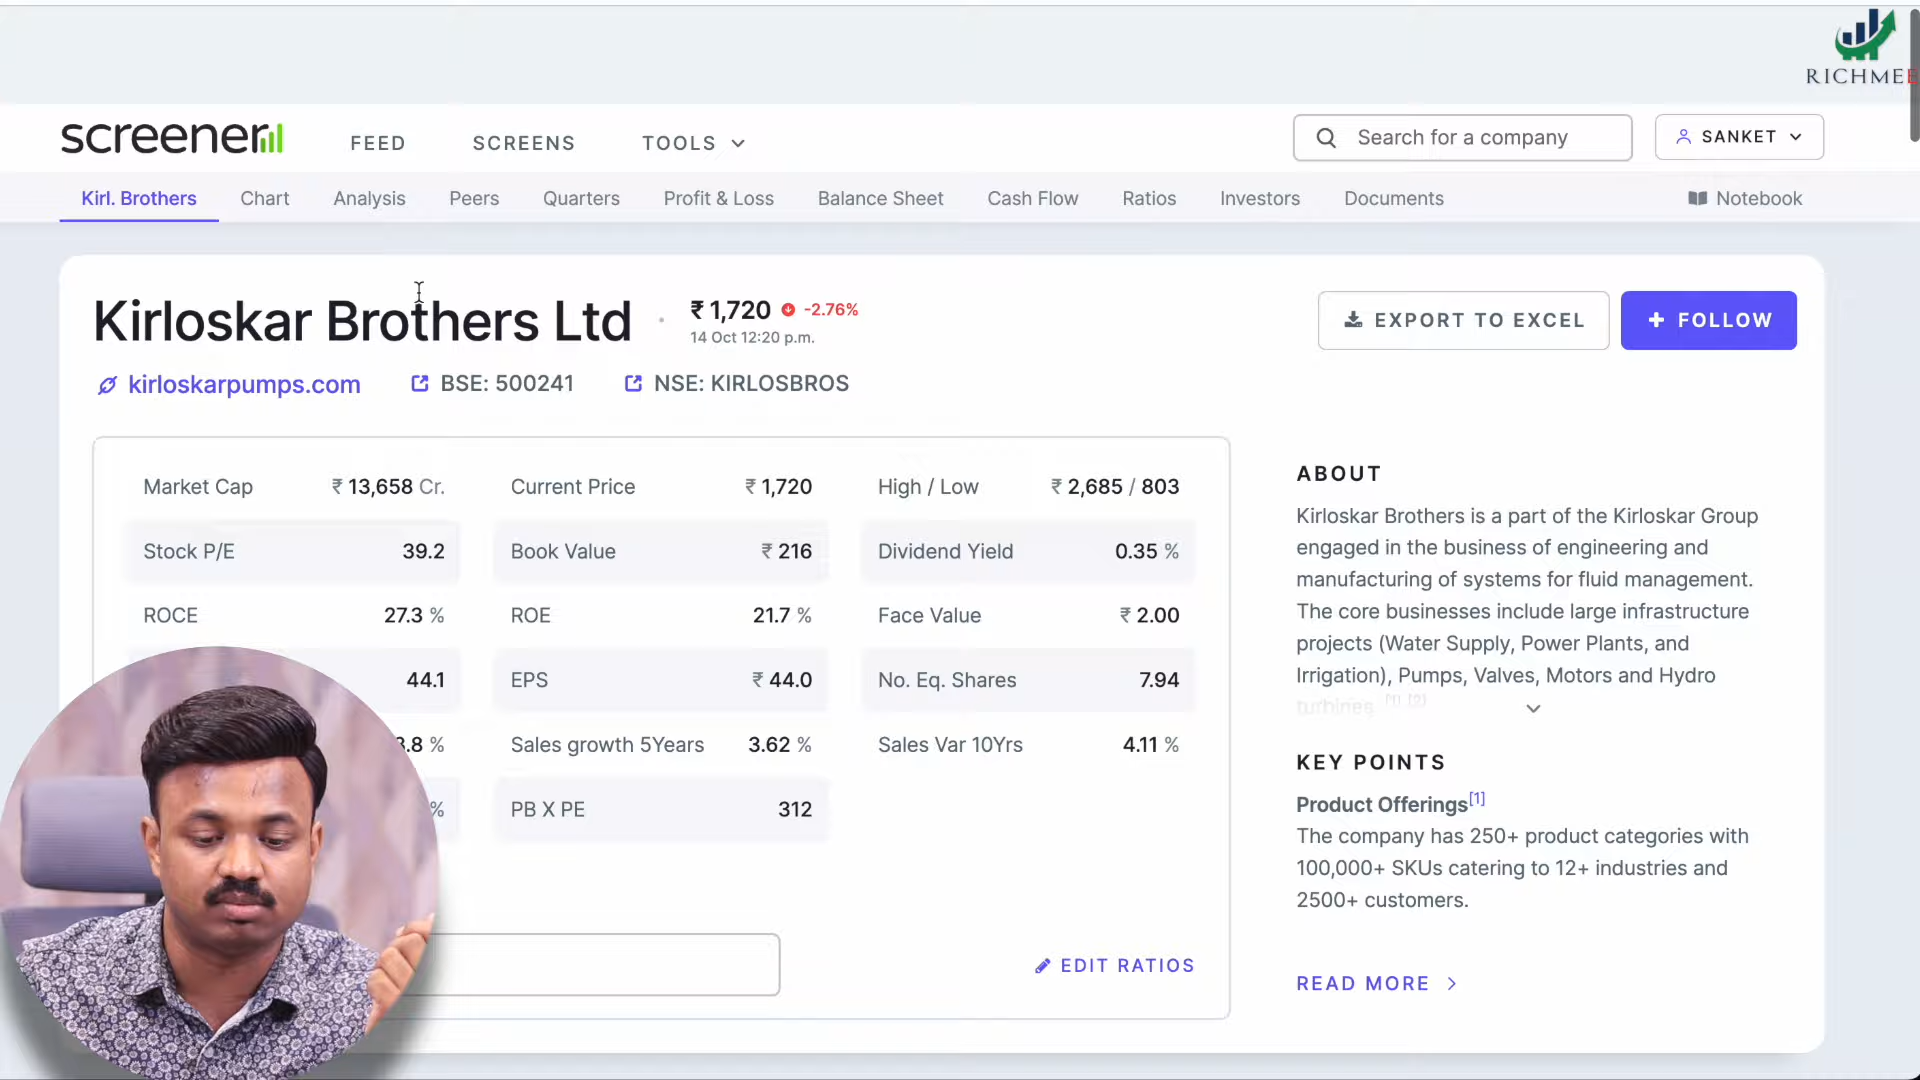 RICHMEE
screener
FEED
SCREENS
TOOLS
Search for a company
SANKET
Kirl. Brothers
Chart
Analysis
Peers
Quarters
Profit & Loss
Balance Sheet
Cash Flow
Ratios
Investors
Documents
Notebook
Kirloskar Brothers Ltd
₹ 1,720 -2.76%
14 Oct 12:20 p.m.
EXPORT TO EXCEL
+ FOLLOW
kirloskarpumps.com
BSE: 500241
NSE: KIRLOSBROS
Market Cap ₹ 13,658 Cr.
Current Price ₹ 1,720
High / Low ₹ 2,685 / 803
Stock P/E 39.2
Book Value ₹ 216
Dividend Yield 0.35 %
ROCE 27.3 %
ROE 21.7 %
Face Value ₹ 2.00
44.1
EPS ₹ 44.0
No. Eq. Shares 7.94
.8 %
Sales growth 5Years 3.62 %
Sales Var 10Yrs 4.11 %
%
PB X PE 312
EDIT RATIOS
ABOUT
Kirloskar Brothers is a part of the Kirloskar Group
engaged in the business of engineering and
manufacturing of systems for fluid management.
The core businesses include large infrastructure
projects (Water Supply, Power Plants, and
Irrigation), Pumps, Valves, Motors and Hydro
turbines. [1] [2]
KEY POINTS
Product Offerings[1]
The company has 250+ product categories with
100,000+ SKUs catering to 12+ industries and
2500+ customers.
READ MORE